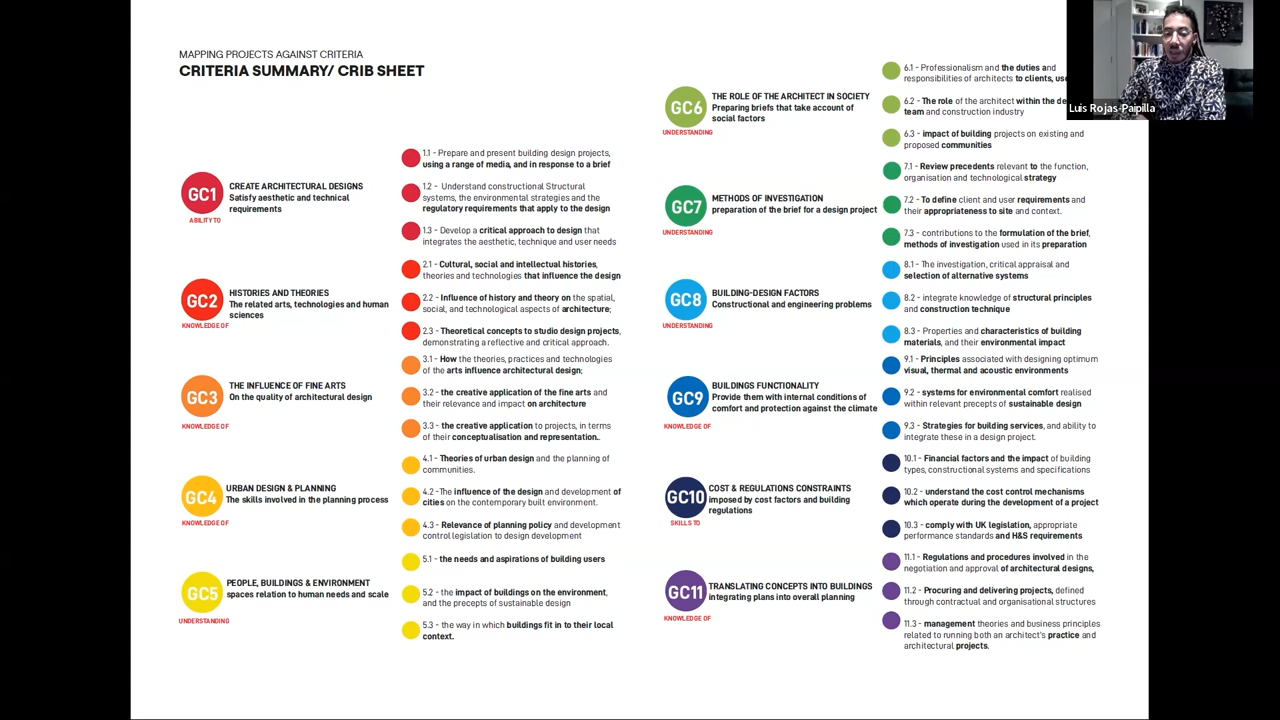 MAPPING PROJECTS AGAINST CRITERIA
CRITERIA SUMMARY/ CRIB SHEET
GC1
ABILITY TO
CREATE ARCHITECTURAL DESIGNS
Satisfy aesthetic and technical
requirements
1.1 - Prepare and present building design projects,
using a range of media, and in response to a brief
1.2 - Understand constructional Structural
systems, the environmental strategies and the
regulatory requirements that apply to the design
1.3 - Develop a critical approach to design that
integrates the aesthetic, technique and user needs
GC2
KNOWLEDGE OF
HISTORIES AND THEORIES
The related arts, technologies and human
sciences
2.1 - Cultural, social and intellectual histories,
theories and technologies that influence the design
2.2 - Influence of history and theory on the spatial,
social, and technological aspects of architecture;
2.3 - Theoretical concepts to studio design projects,
demonstrating a reflective and critical approach.
GC3
KNOWLEDGE OF
THE INFLUENCE OF FINE ARTS
On the quality of architectural design
3.1 - How the theories, practices and technologies
of the arts influence architectural design;
3.2 - the creative application of the fine arts and
their relevance and impact on architecture
3.3 - the creative application to projects, in terms
of their conceptualisation and representation..
GC4
KNOWLEDGE OF
URBAN DESIGN & PLANNING
The skills involved in the planning process
4.1 - Theories of urban design and the planning of
communities.
4.2 -The influence of the design and development of
cities on the contemporary built environment.
4.3 - Relevance of planning policy and development
control legislation to design development
GC5
UNDERSTANDING
PEOPLE, BUILDINGS & ENVIRONMENT
spaces relation to human needs and scale
5.1 - the needs and aspirations of building users
5.2 - the impact of buildings on the environment,
and the precepts of sustainable design
5.3 - the way in which buildings fit in to their local
context.
GC6
UNDERSTANDING
THE ROLE OF THE ARCHITECT IN SOCIETY
Preparing briefs that take account of
social factors
6.1 - Professionalism and the duties and
responsibilities of architects to clients,
6.2 - The role of the architect within the
team and construction industry
6.3 - impact of building projects on existing and
proposed communities
GC7
UNDERSTANDING
METHODS OF INVESTIGATION
preparation of the brief for a design project
7.1 - Review precedents relevant to the function,
organisation and technological strategy
7.2 - To define client and user requirements and
their appropriateness to site and context.
7.3 - contributions to the formulation of the brief,
methods of investigation used in its preparation
GC8
UNDERSTANDING
BUILDING-DESIGN FACTORS
Constructional and engineering problems
8.1 - The investigation, critical appraisal and
selection of alternative systems
8.2 - integrate knowledge of structural principles
and construction technique
8.3 - Properties and characteristics of building
materials, and their environmental impact
GC9
KNOWLEDGE OF
BUILDINGS FUNCTIONALITY
Provide them with internal conditions of
comfort and protection against the climate
9.1 - Principles associated with designing optimum
visual, thermal and acoustic environments
9.2 - systems for environmental comfort realised
within relevant precepts of sustainable design
9.3 - Strategies for building services, and ability to
integrate these in a design project.
GC10
SKILLS TO
COST & REGULATIONS CONSTRAINTS
imposed by cost factors and building
regulations
10.1 - Financial factors and the impact of building
types, constructional systems and specifications
10.2 - understand the cost control mechanisms
which operate during the development of a project
10.3 - comply with UK legislation, appropriate
performance standards and H&S requirements
GC11
KNOWLEDGE OF
TRANSLATING CONCEPTS INTO BUILDINGS
integrating plans into overall planning
11.1 - Regulations and procedures involved in the
negotiation and approval of architectural designs,
11.2 - Procuring and delivering projects, defined
through contractual and organisational structures
11.3 - management theories and business principles
related to running both an architect's practice and
architectural projects.
Luis Rojas-Paipilla